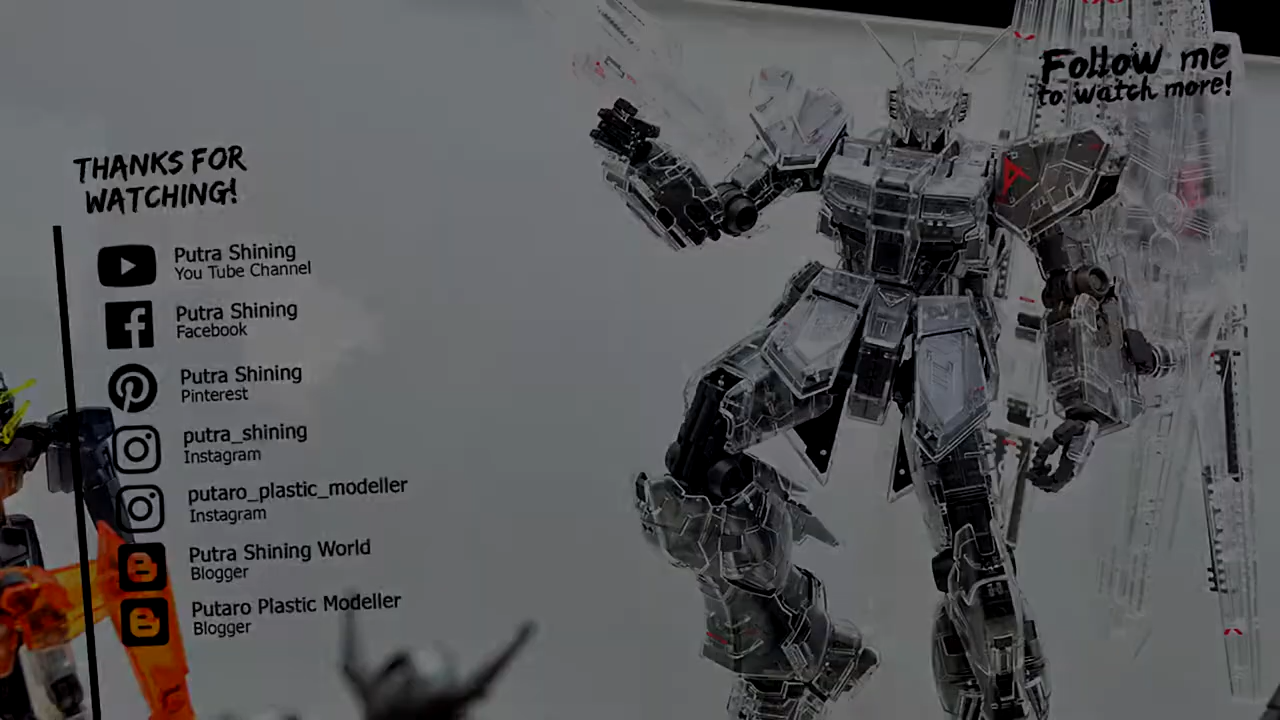 Follow me
to watch more!
THANKS FOR
WATCHING!
Putra Shining
You Tube Channel
Putra Shining
Facebook
Putra Shining
Pinterest
putra_shining
Instagram
putaro_plastic_modeller
Instagram
Putra Shining World
Blogger
Putaro Plastic Modeller
Blogger